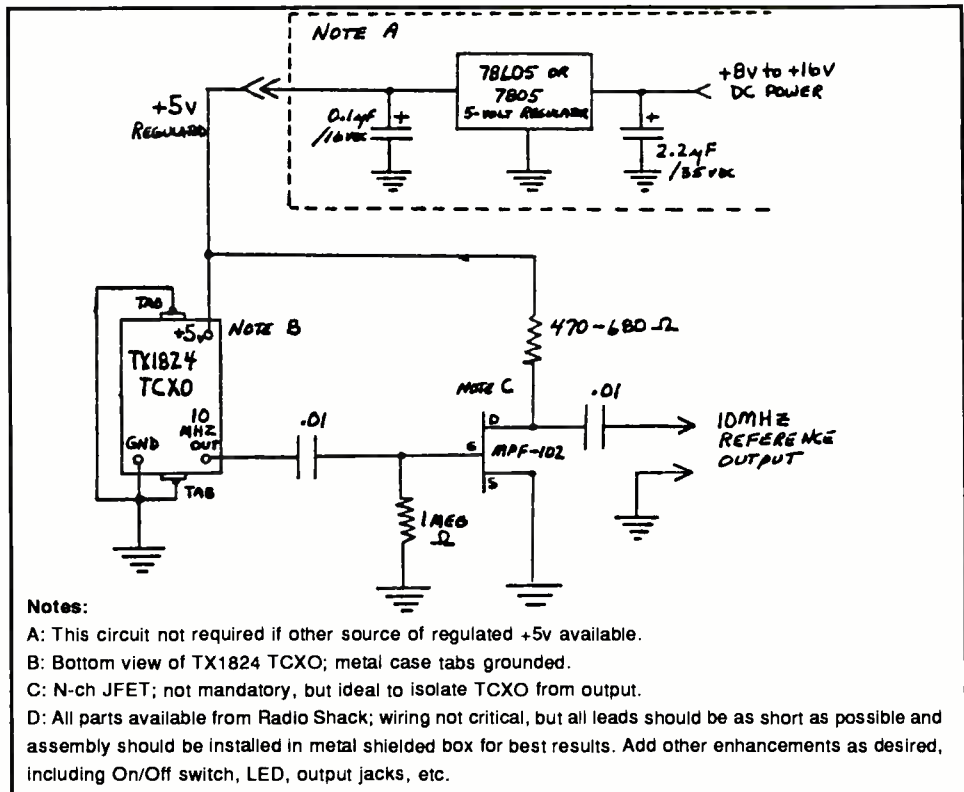 NOTE A
78L05 OR
7805
5-VOLT REGULATOR
+8V to +16V
DC POWER
+5V
REGULATED
0.1µF
/16VDC
+
+
2.2µF
/35VDC
TAB
+5V
NOTE B
TX1824
TCXO
10
MHZ
OUT
GND
TAB
470-680 Ω
NOTE C
.01
.01
D
G
MPF-102
S
10MHZ
REFERENCE
OUTPUT
1MEG
Ω
Notes:
A: This circuit not required if other source of regulated +5v available.
B: Bottom view of TX1824 TCXO; metal case tabs grounded.
C: N-ch JFET; not mandatory, but ideal to isolate TCXO from output.
D: All parts available from Radio Shack; wiring not critical, but all leads should be as short as possible and
assembly should be installed in metal shielded box for best results. Add other enhancements as desired,
including On/Off switch, LED, output jacks, etc.